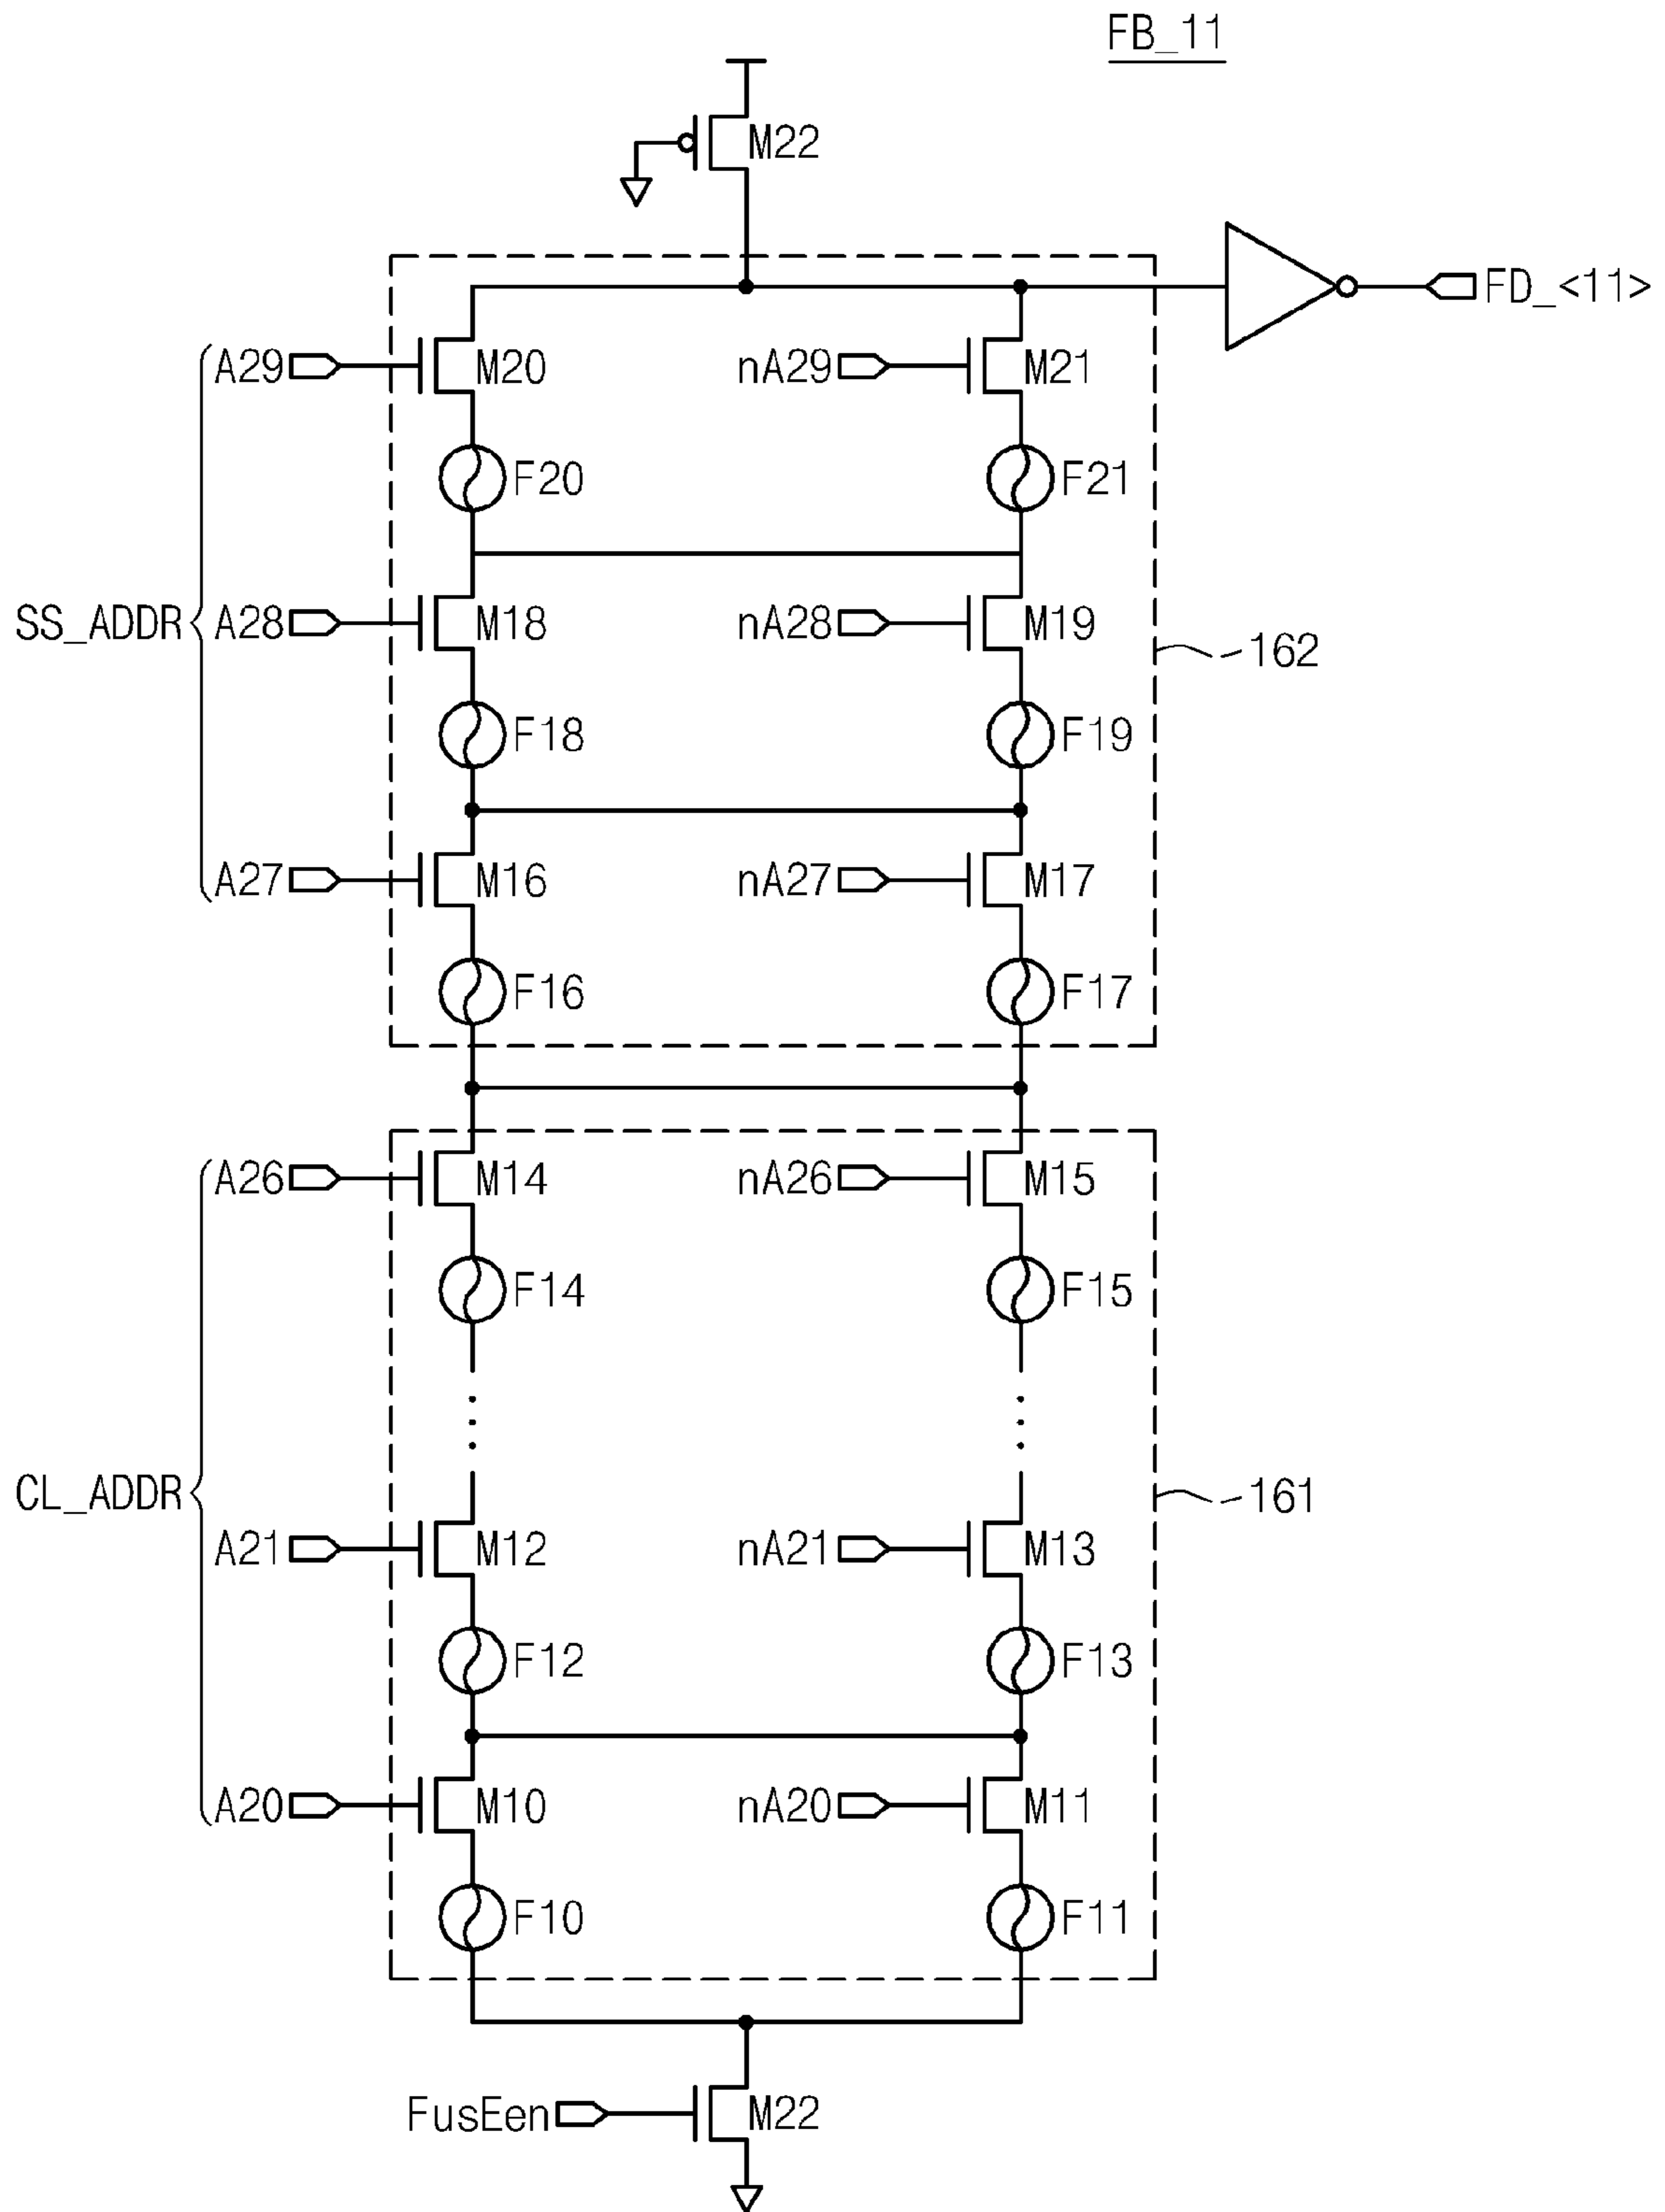 FB_11
M22
FD_<11>
A29
M20
nA29
M21
F20
F21
SS_ADDR
A28
M18
nA28
M19
162
F18
F19
A27
M16
nA27
M17
F16
F17
A26
M14
nA26
M15
F14
F15
CL_ADDR
161
A21
M12
nA21
M13
F12
F13
A20
M10
nA20
M11
F10
F11
FusEen
M22